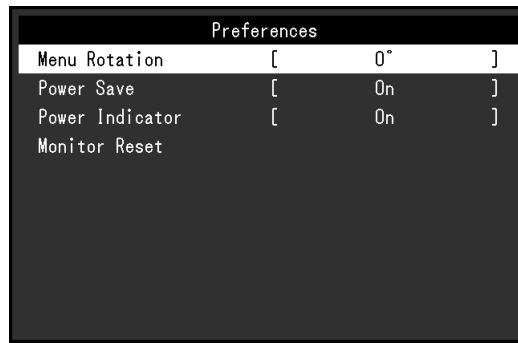 Preferences
Menu Rotation [ 0° ]
Power Save [ On ]
Power Indicator [ On ]
Monitor Reset